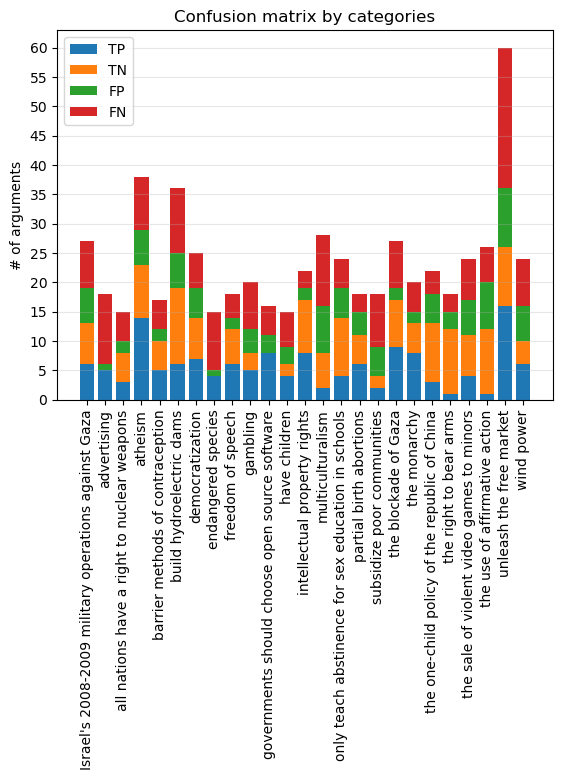 Confusion matrix by categories
TP
TN
FP
FN
# of arguments
60
55
50
45
40
35
30
25
20
15
10
5
0
Israel's 2008-2009 military operations against Gaza
advertising
all nations have a right to nuclear weapons
atheism
barrier methods of contraception
build hydroelectric dams
democratization
endangered species
freedom of speech
gambling
governments should choose open source software
have children
intellectual property rights
multiculturalism
only teach abstinence for sex education in schools
partial birth abortions
subsidize poor communities
the blockade of Gaza
the monarchy
the one-child policy of the republic of China
the right to bear arms
the sale of violent video games to minors
the use of affirmative action
unleash the free market
wind power